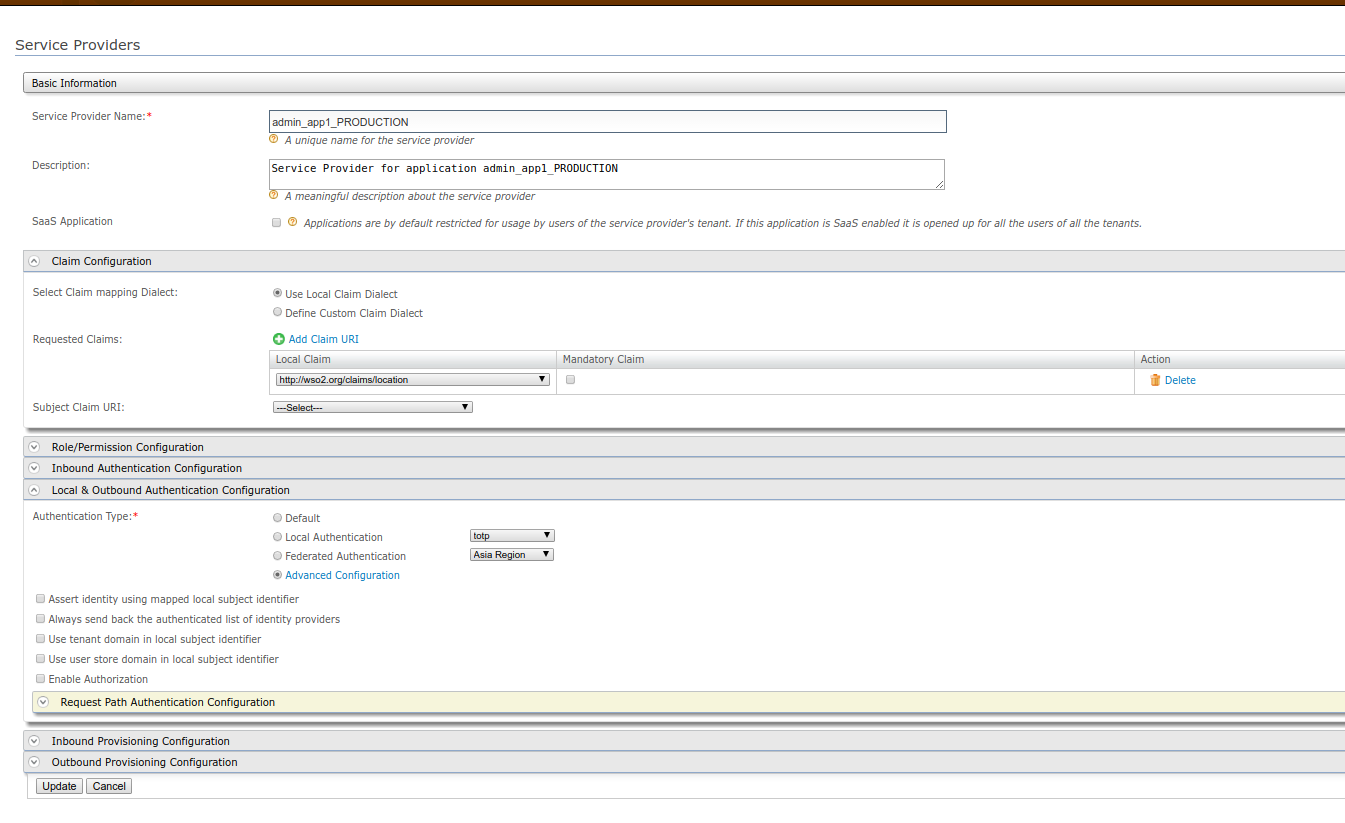 Service Providers
Basic Information
Service Provider Name:* admin_app1_PRODUCTION
A unique name for the service provider
Description: Service Provider for application admin_app1_PRODUCTION
A meaningful description about the service provider
SaaS Application Applications are by default restricted for usage by users of the service provider's tenant. If this application is SaaS enabled it is opened up for all the users of all the tenants.
Claim Configuration
Select Claim mapping Dialect: Use Local Claim Dialect
Define Custom Claim Dialect
Requested Claims: Add Claim URI
Local Claim Mandatory Claim Action
http://wso2.org/claims/location Delete
Subject Claim URI: ---Select---
Role/Permission Configuration
Inbound Authentication Configuration
Local & Outbound Authentication Configuration
Authentication Type:* Default
Local Authentication totp
Federated Authentication Asia Region
Advanced Configuration
Assert identity using mapped local subject identifier
Always send back the authenticated list of identity providers
Use tenant domain in local subject identifier
Use user store domain in local subject identifier
Enable Authorization
Request Path Authentication Configuration
Inbound Provisioning Configuration
Outbound Provisioning Configuration
Update Cancel